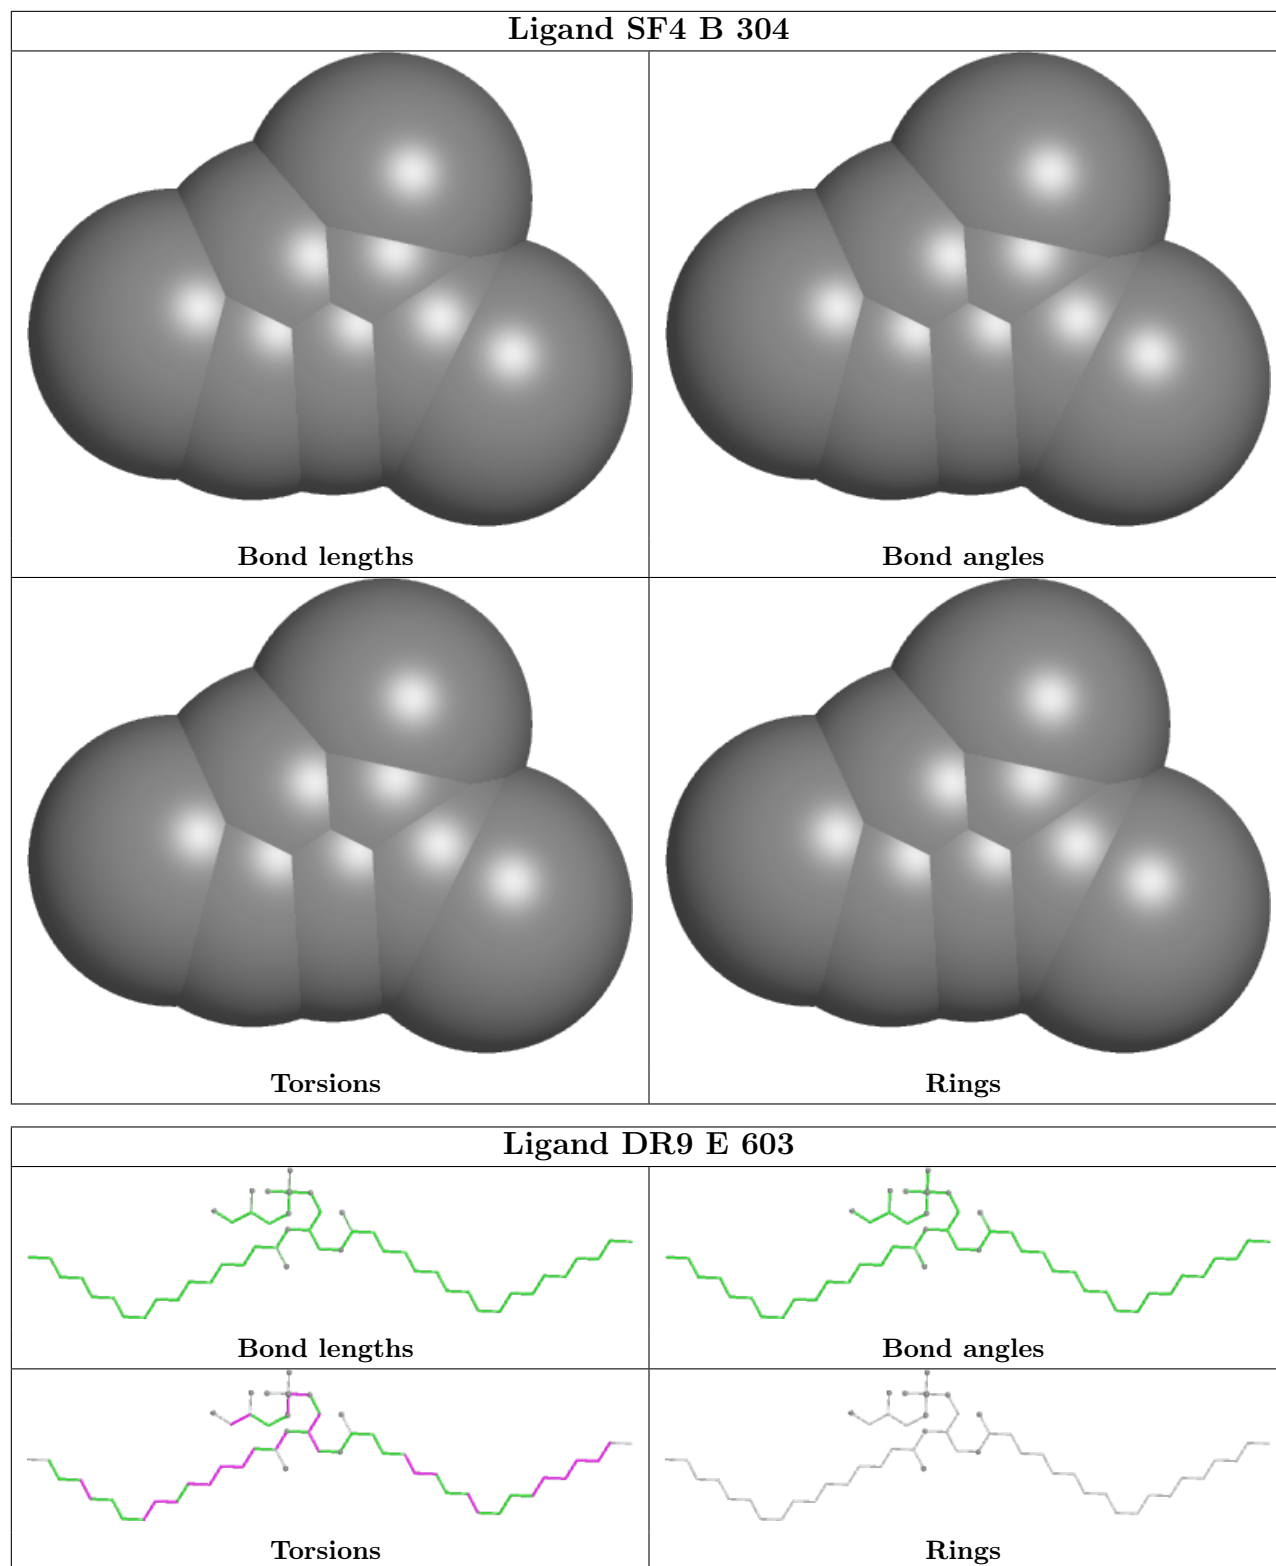 Ligand SF4 B 304
Bond lengths
Bond angles
Torsions
Rings
Ligand DR9 E 603
Bond lengths
Bond angles
Torsions
Rings